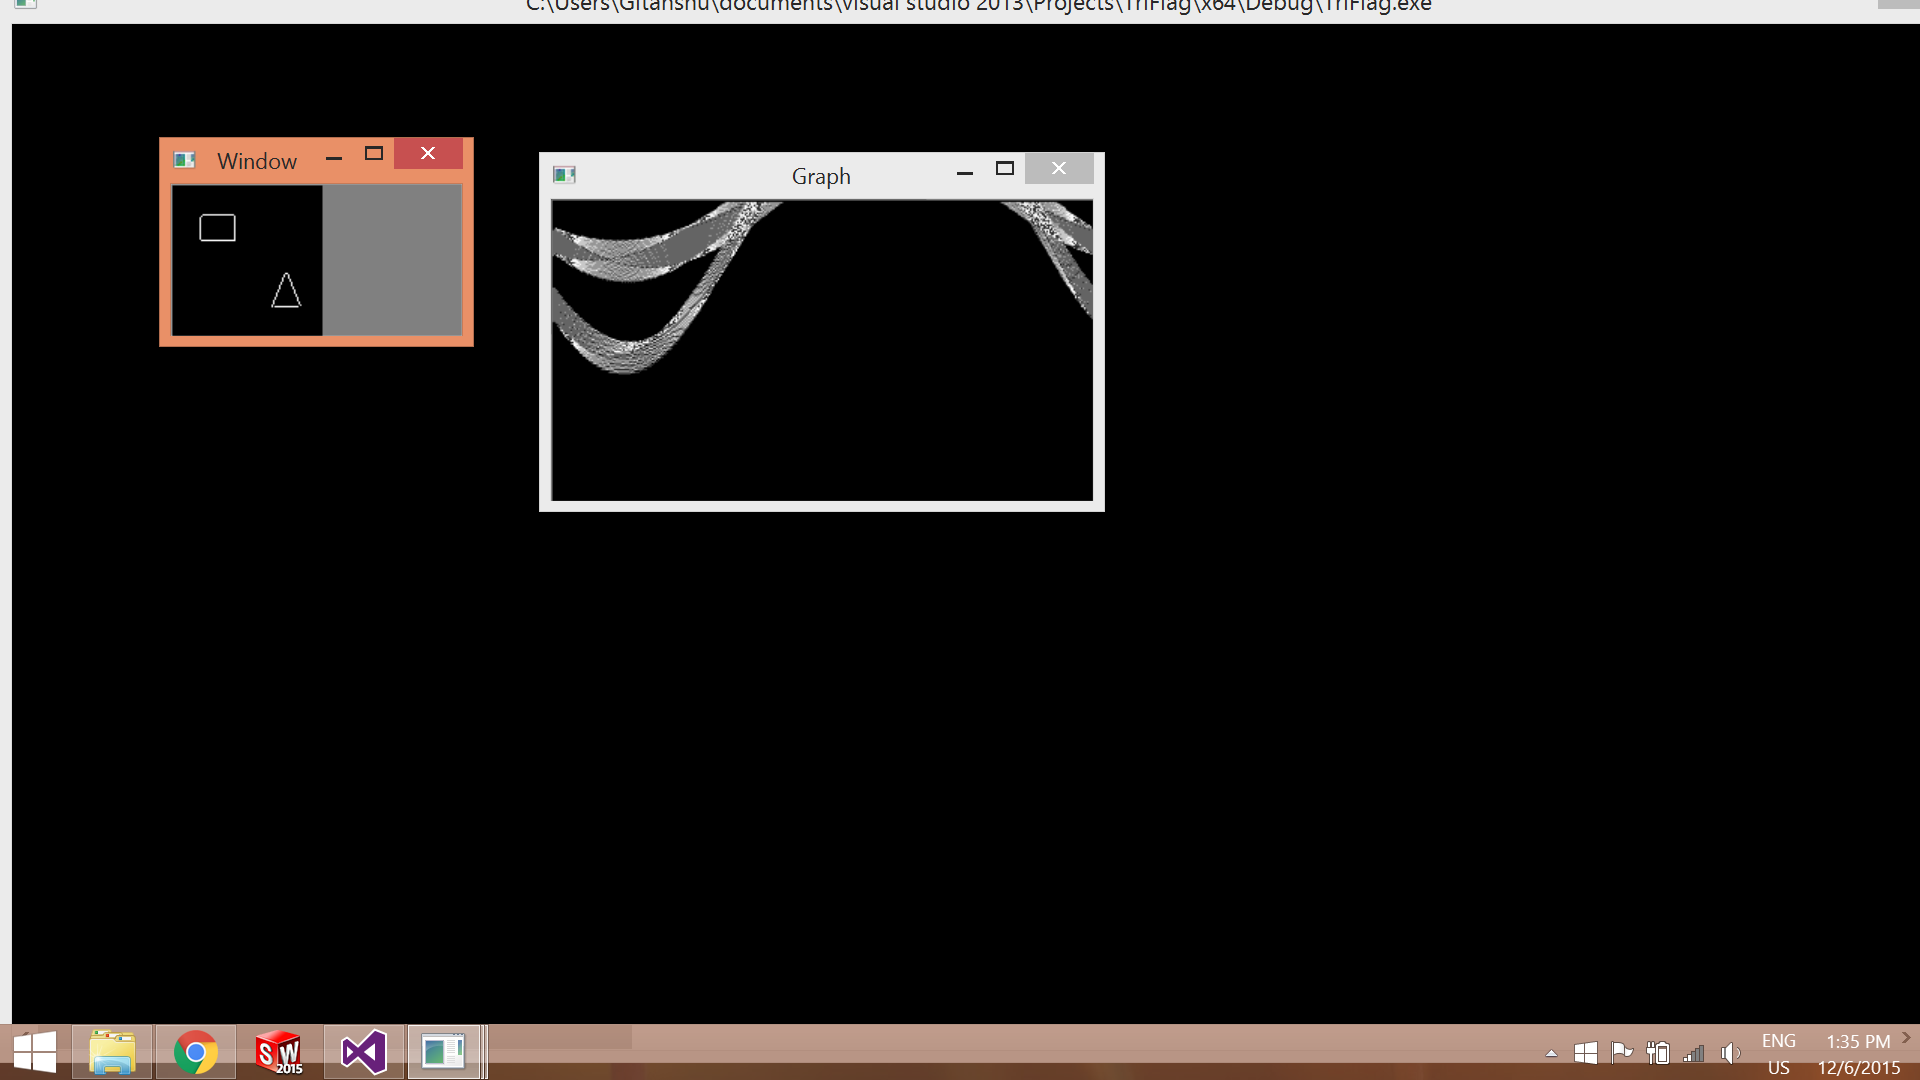 C:\Users\Gitanshu\documents\visual studio 2013\Projects\TriFlag\x64\Debug\TriFlag.exe
Window
Graph
SW
2015
ENG
US
1:35 PM
12/6/2015